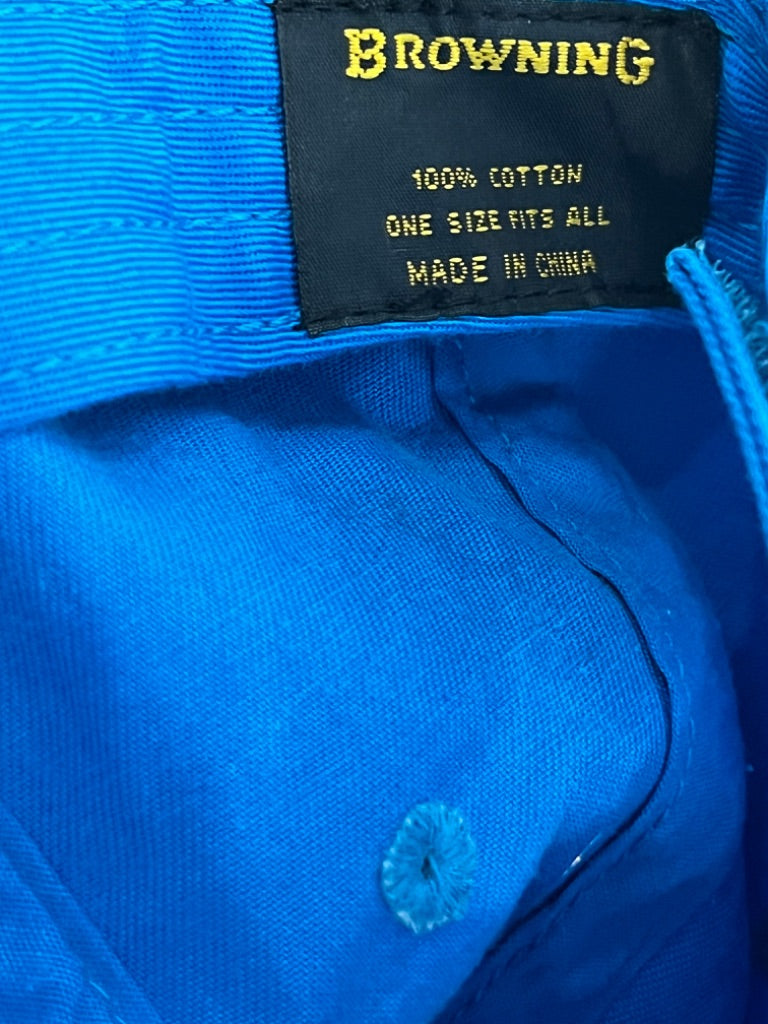 BROWNING
100% COTTON
ONE SIZE FITS ALL
MADE IN CHINA